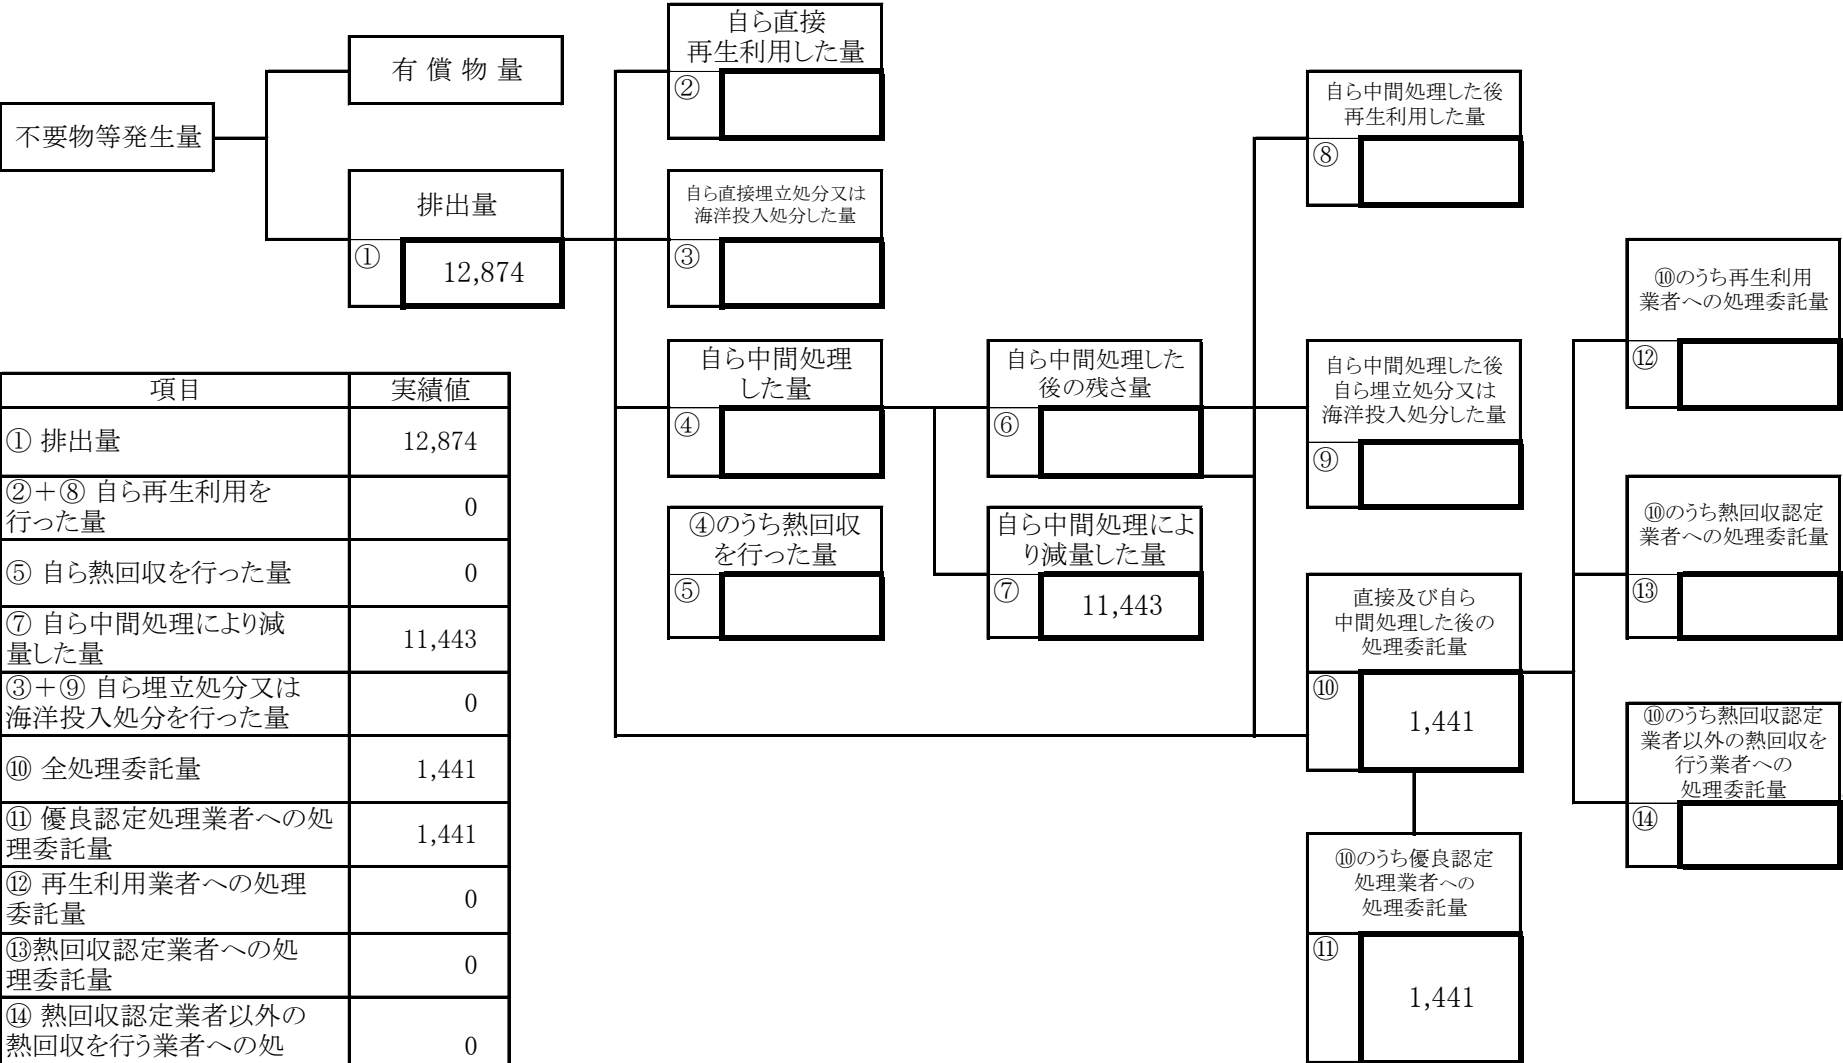 不要物等発生量
有償物量
排出量
①
12,874
自ら直接
再生利用した量
②
自ら直接埋立処分又は
海洋投入処分した量
③
自ら中間処理
した量
④
④のうち熱回収
を行った量
⑤
自ら中間処理した
後の残さ量
⑥
自ら中間処理によ
り減量した量
⑦
11,443
自ら中間処理した後
再生利用した量
⑧
自ら中間処理した後
自ら埋立処分又は
海洋投入処分した量
⑨
直接及び自ら
中間処理した後の
処理委託量
⑩
1,441
⑩のうち優良認定
処理業者への
処理委託量
⑪
1,441
⑩のうち再生利用
業者への処理委託量
⑫
⑩のうち熱回収認定
業者への処理委託量
⑬
⑩のうち熱回収認定
業者以外の熱回収を
行う業者への
処理委託量
⑭
項目 実績値
① 排出量 12,874
②＋⑧ 自ら再生利用を
行った量 0
⑤ 自ら熱回収を行った量 0
⑦ 自ら中間処理により減
量した量 11,443
③＋⑨ 自ら埋立処分又は
海洋投入処分を行った量 0
⑩ 全処理委託量 1,441
⑪ 優良認定処理業者への処
理委託量 1,441
⑫ 再生利用業者への処理
委託量 0
⑬熱回収認定業者への処
理委託量 0
⑭ 熱回収認定業者以外の
熱回収を行う業者への処 0